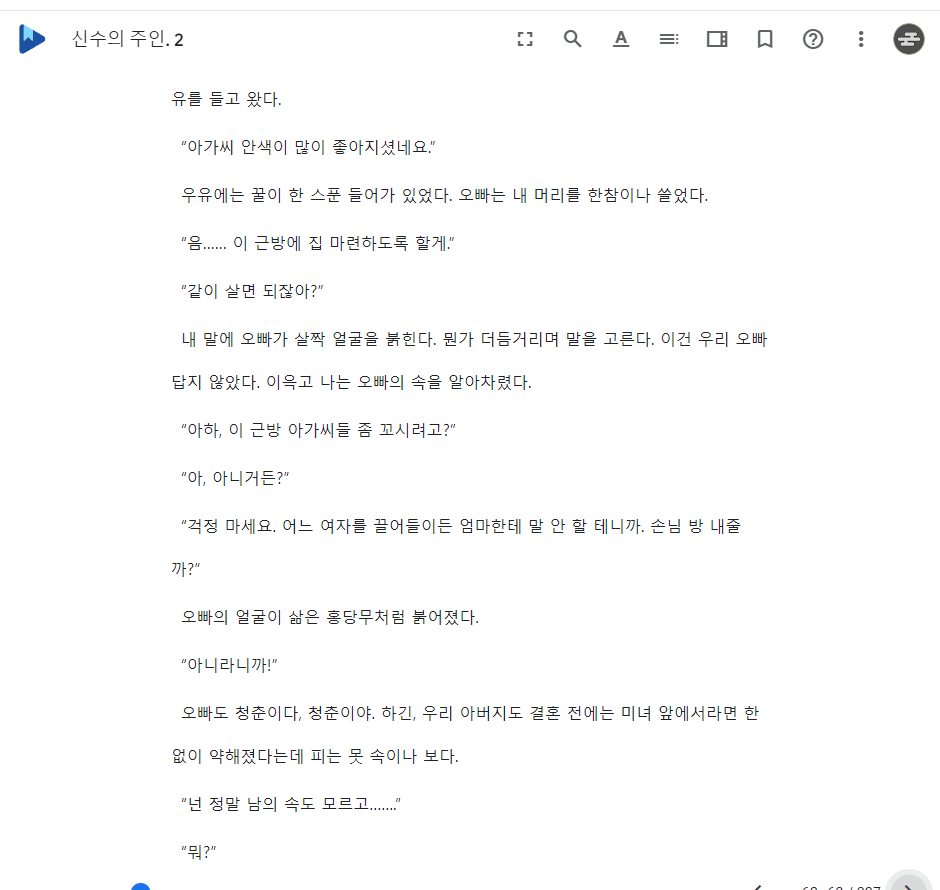 신수의 주인. 2
유를 들고 왔다.
“아가씨 안색이 많이 좋아지셨네요.”
우유에는 꿀이 한 스푼 들어가 있었다. 오빠는 내 머리를 한참이나 쓸었다.
“음…… 이 근방에 집 마련하도록 할게.”
“같이 살면 되잖아?”
내 말에 오빠가 살짝 얼굴을 붉힌다. 뭔가 더듬거리며 말을 고른다. 이건 우리 오빠
답지 않았다. 이윽고 나는 오빠의 속을 알아차렸다.
“아하, 이 근방 아가씨들 좀 꼬시려고?”
“아, 아니거든?”
“걱정 마세요. 어느 여자를 끌어들이든 엄마한테 말 안 할 테니까. 손님 방 내줄
까?”
오빠의 얼굴이 삶은 홍당무처럼 붉어졌다.
“아니라니까!”
오빠도 청춘이다, 청춘이야. 하긴, 우리 아버지도 결혼 전에는 미녀 앞에서라면 한
없이 약해졌다는데 피는 못 속이나 보다.
“넌 정말 남의 속도 모르고…….”
“뭐?”